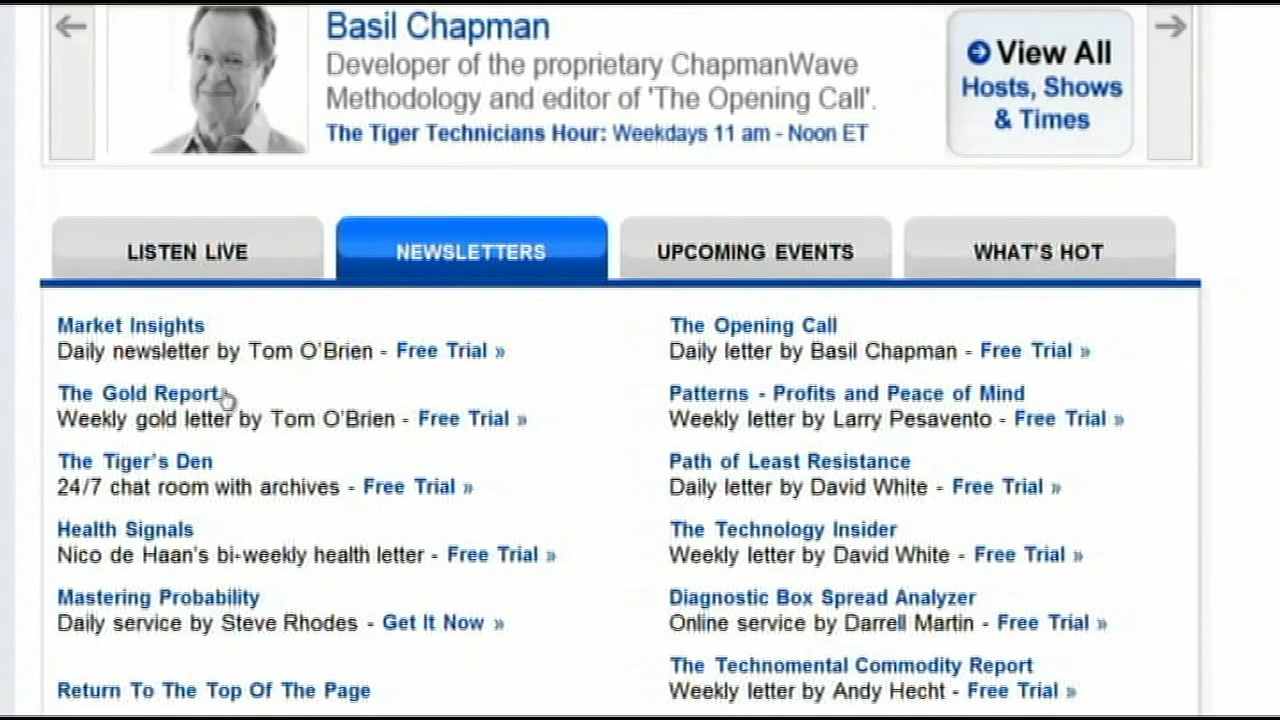 Basil Chapman
Developer of the proprietary ChapmanWave
Methodology and editor of 'The Opening Call'.
The Tiger Technicians Hour: Weekdays 11 am - Noon ET
View All
Hosts, Shows
& Times
LISTEN LIVE
NEWSLETTERS
UPCOMING EVENTS
WHAT'S HOT
Market Insights
Daily newsletter by Tom O'Brien - Free Trial »
The Gold Report
Weekly gold letter by Tom O'Brien - Free Trial »
The Tiger's Den
24/7 chat room with archives - Free Trial »
Health Signals
Nico de Haan's bi-weekly health letter - Free Trial »
Mastering Probability
Daily service by Steve Rhodes - Get It Now »
Return To The Top Of The Page
The Opening Call
Daily letter by Basil Chapman - Free Trial »
Patterns - Profits and Peace of Mind
Weekly letter by Larry Pesavento - Free Trial »
Path of Least Resistance
Daily letter by David White - Free Trial »
The Technology Insider
Weekly letter by David White - Free Trial »
Diagnostic Box Spread Analyzer
Online service by Darrell Martin - Free Trial »
The Technomental Commodity Report
Weekly letter by Andy Hecht - Free Trial »